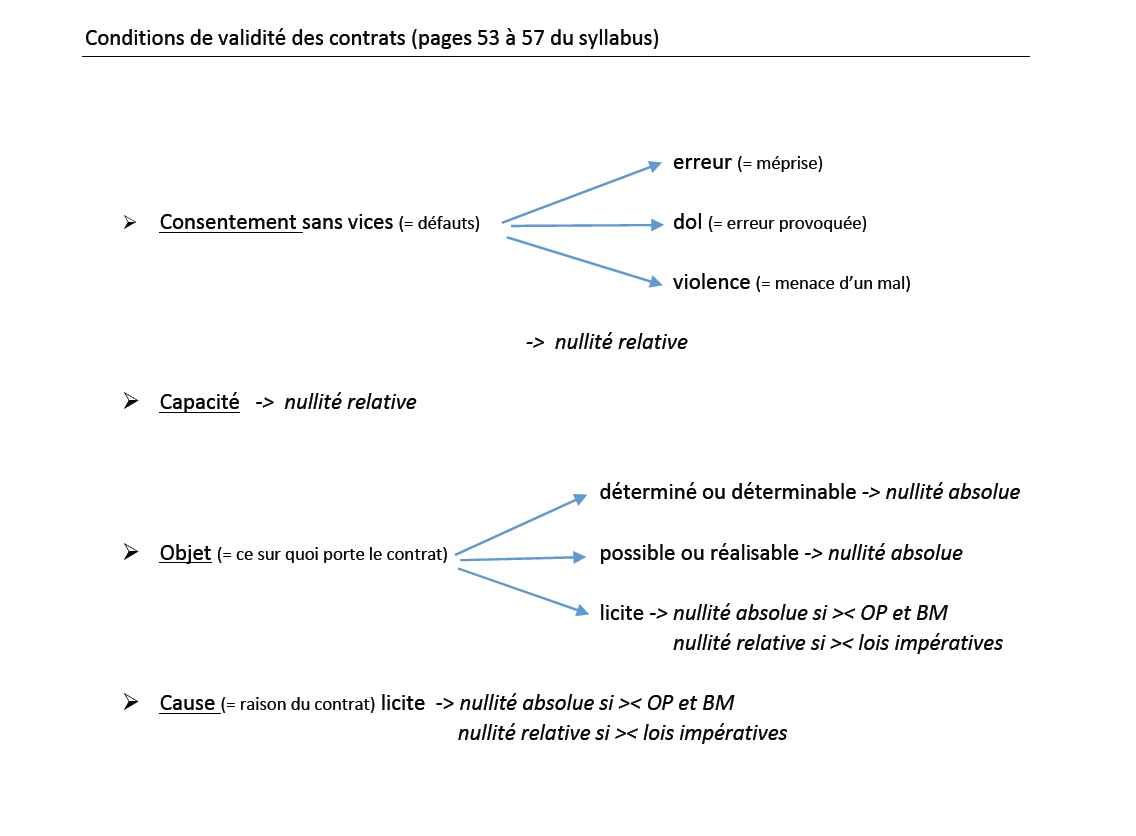 Conditions de validité des contrats (pages 53 à 57 du syllabus)
erreur (= méprise)
➢ Consentement sans vices (= défauts)
dol (= erreur provoquée)
violence (= menace d’un mal)
-> nullité relative
➢ Capacité -> nullité relative
déterminé ou déterminable -> nullité absolue
➢ Objet (= ce sur quoi porte le contrat)
possible ou réalisable -> nullité absolue
licite -> nullité absolue si >< OP et BM
nullité relative si >< lois impératives
➢ Cause (= raison du contrat) licite -> nullité absolue si >< OP et BM
nullité relative si >< lois impératives